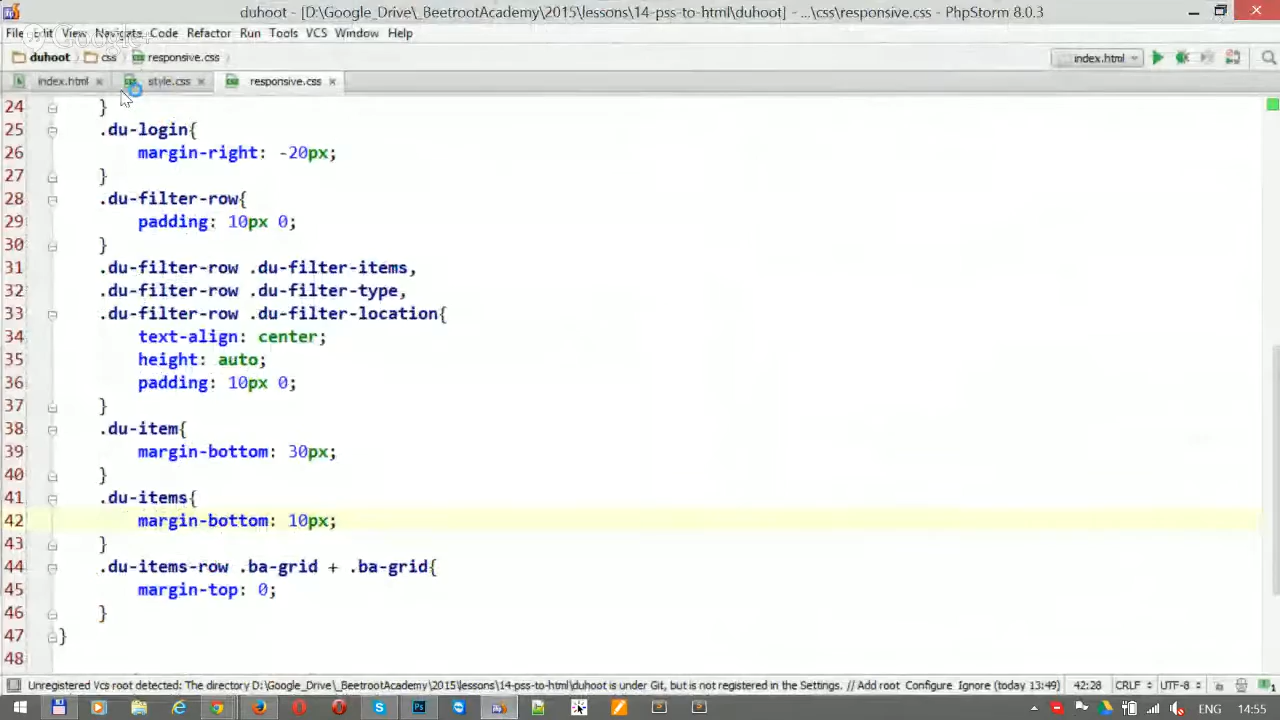 duhoot - [D:\Google_Drive\_BeetrootAcademy\2015\lessons\14-pss-to-html\duhoot] - ...\css\responsive.css - PhpStorm 8.0.3
File Edit View Navigate Code Refactor Run Tools VCS Window Help
duhoot css responsive.css index.html
index.html style.css responsive.css
24 }
25 .du-login{
26 margin-right: -20px;
27 }
28 .du-filter-row{
29 padding: 10px 0;
30 }
31 .du-filter-row .du-filter-items,
32 .du-filter-row .du-filter-type,
33 .du-filter-row .du-filter-location{
34 text-align: center;
35 height: auto;
36 padding: 10px 0;
37 }
38 .du-item{
39 margin-bottom: 30px;
40 }
41 .du-items{
42 margin-bottom: 10px;
43 }
44 .du-items-row .ba-grid + .ba-grid{
45 margin-top: 0;
46 }
47 }
48
Unregistered Vcs root detected: The directory D:\Google_Drive\_BeetrootAcademy\2015\lessons\14-pss-to-html\duhoot is under Git, but is not registered in the Settings. // Add root Configure Ignore (today 13:49) 42:28 CRLF UTF-8
ENG 14:55